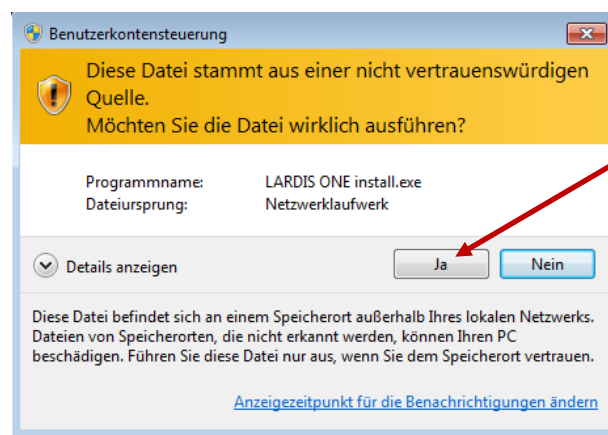 Benutzerkontensteuerung
Diese Datei stammt aus einer nicht vertrauenswürdigen
Quelle.
Möchten Sie die Datei wirklich ausführen?
Programmname: LARDIS ONE install.exe
Dateiursprung: Netzwerklaufwerk
Details anzeigen Ja Nein
Diese Datei befindet sich an einem Speicherort außerhalb Ihres lokalen Netzwerks.
Dateien von Speicherorten, die nicht erkannt werden, können Ihren PC
beschädigen. Führen Sie diese Datei nur aus, wenn Sie dem Speicherort vertrauen.
Anzeigezeitpunkt für die Benachrichtigungen ändern